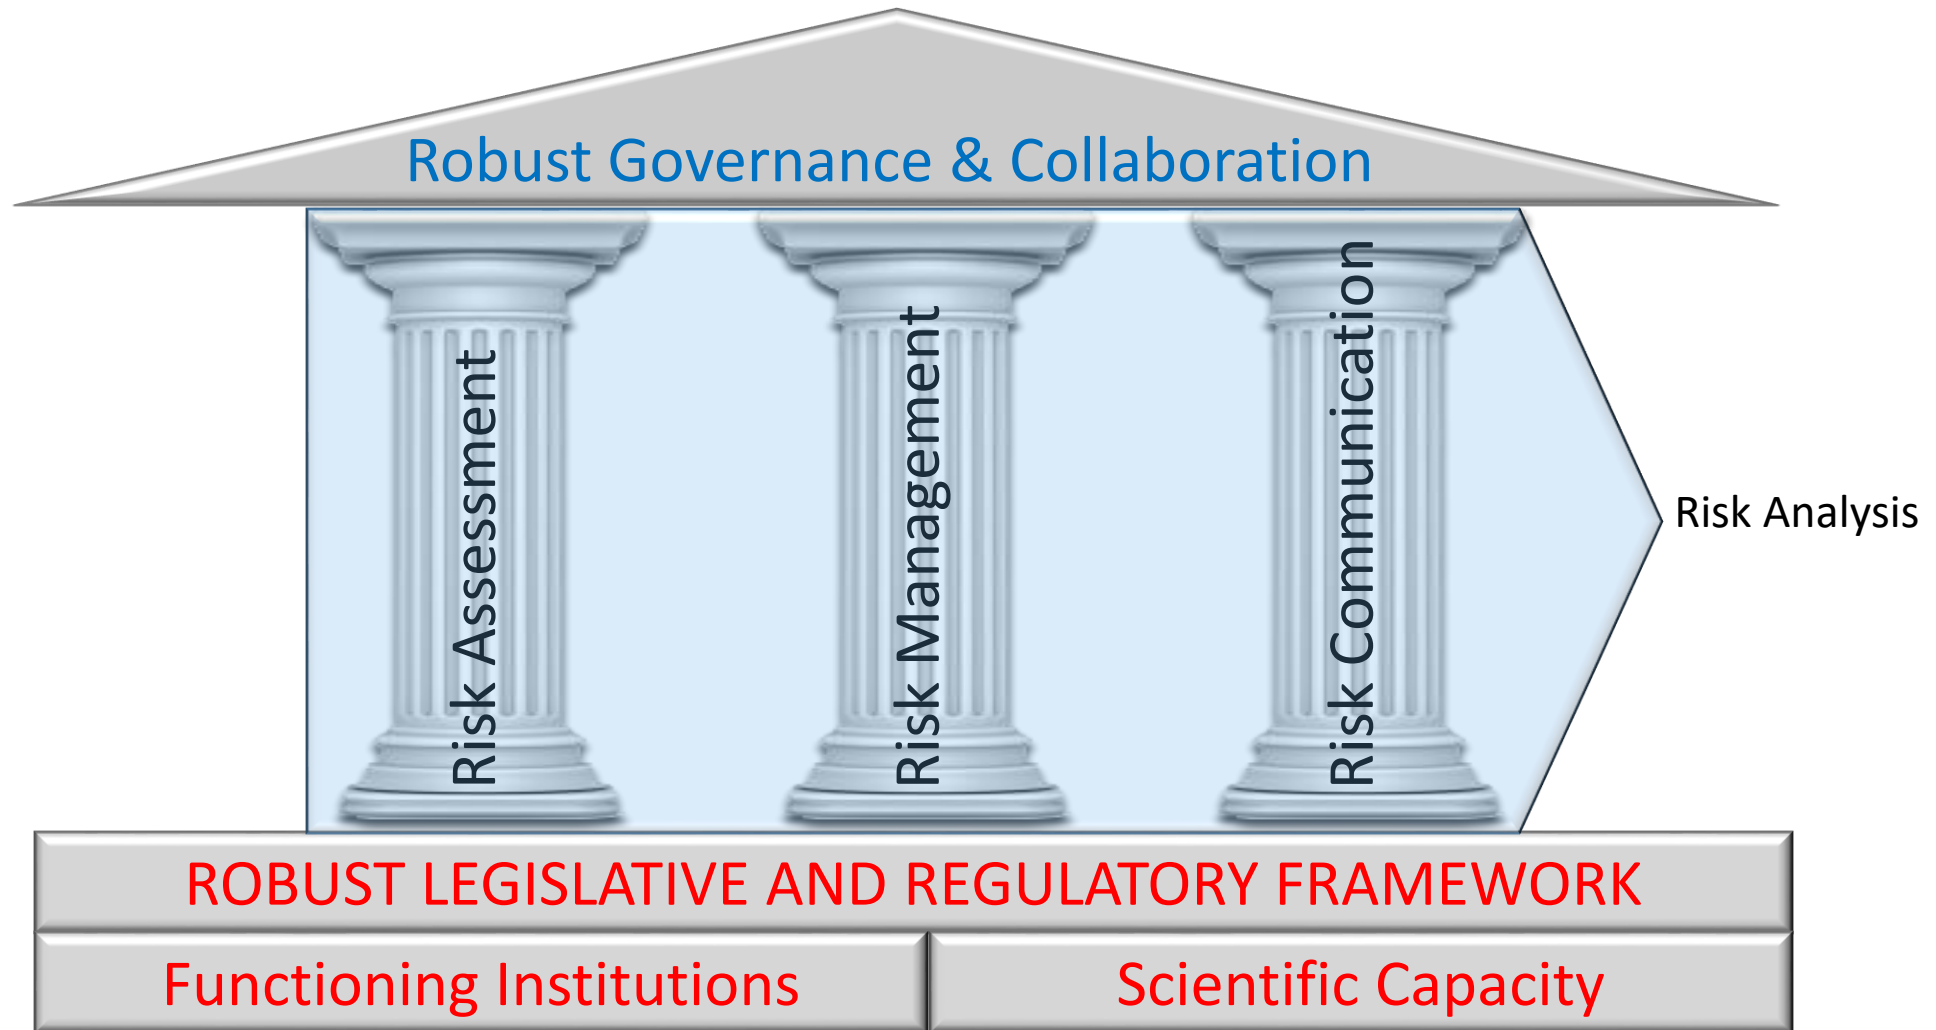 Robust Governance & Collaboration
Risk Assessment
Risk Management
Risk Communication
Risk Analysis
ROBUST LEGISLATIVE AND REGULATORY FRAMEWORK
Functioning Institutions
Scientific Capacity